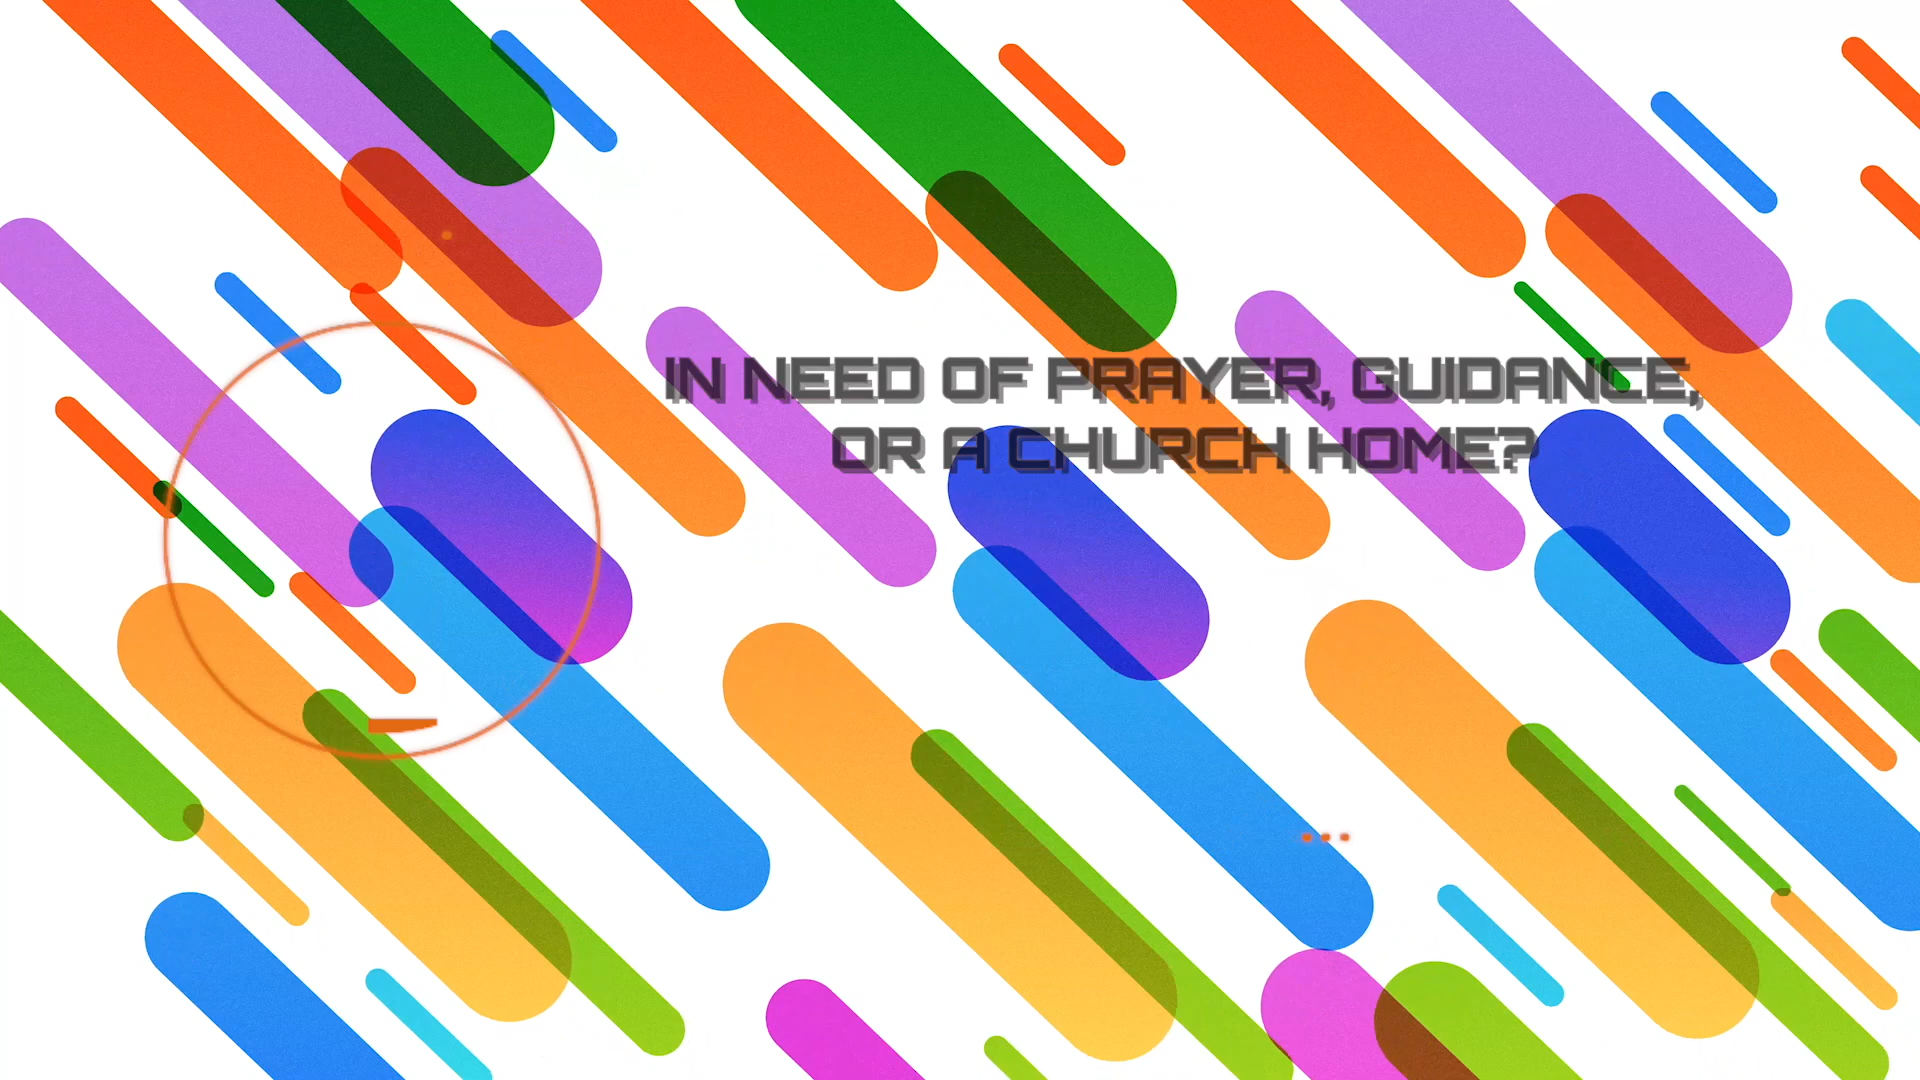 IN NEED OF PRAYER, GUIDANCE,
OR A CHURCH HOME?
...